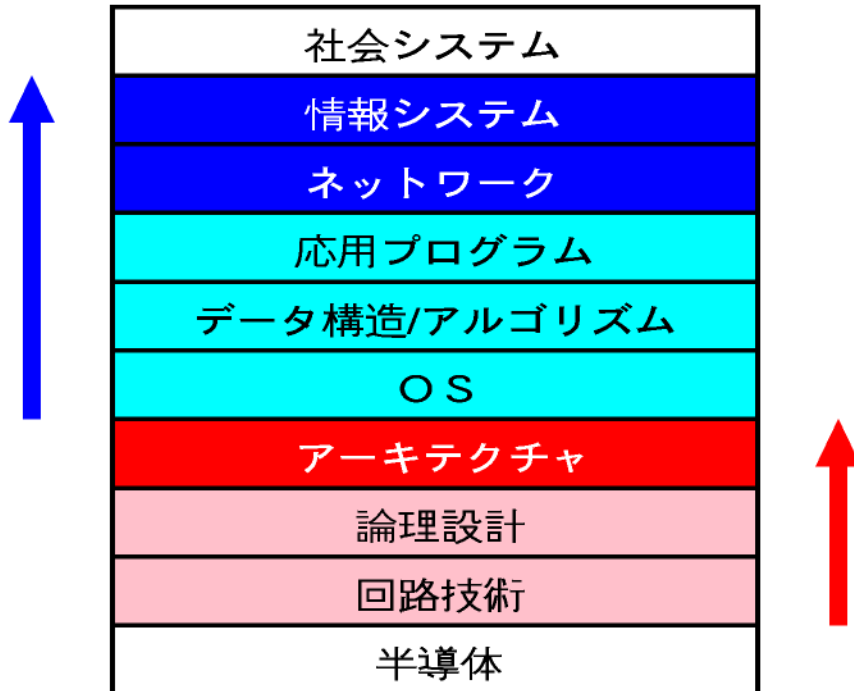 社会システム
情報システム
ネットワーク
応用プログラム
データ構造/アルゴリズム
ＯＳ
アーキテクチャ
論理設計
回路技術
半導体